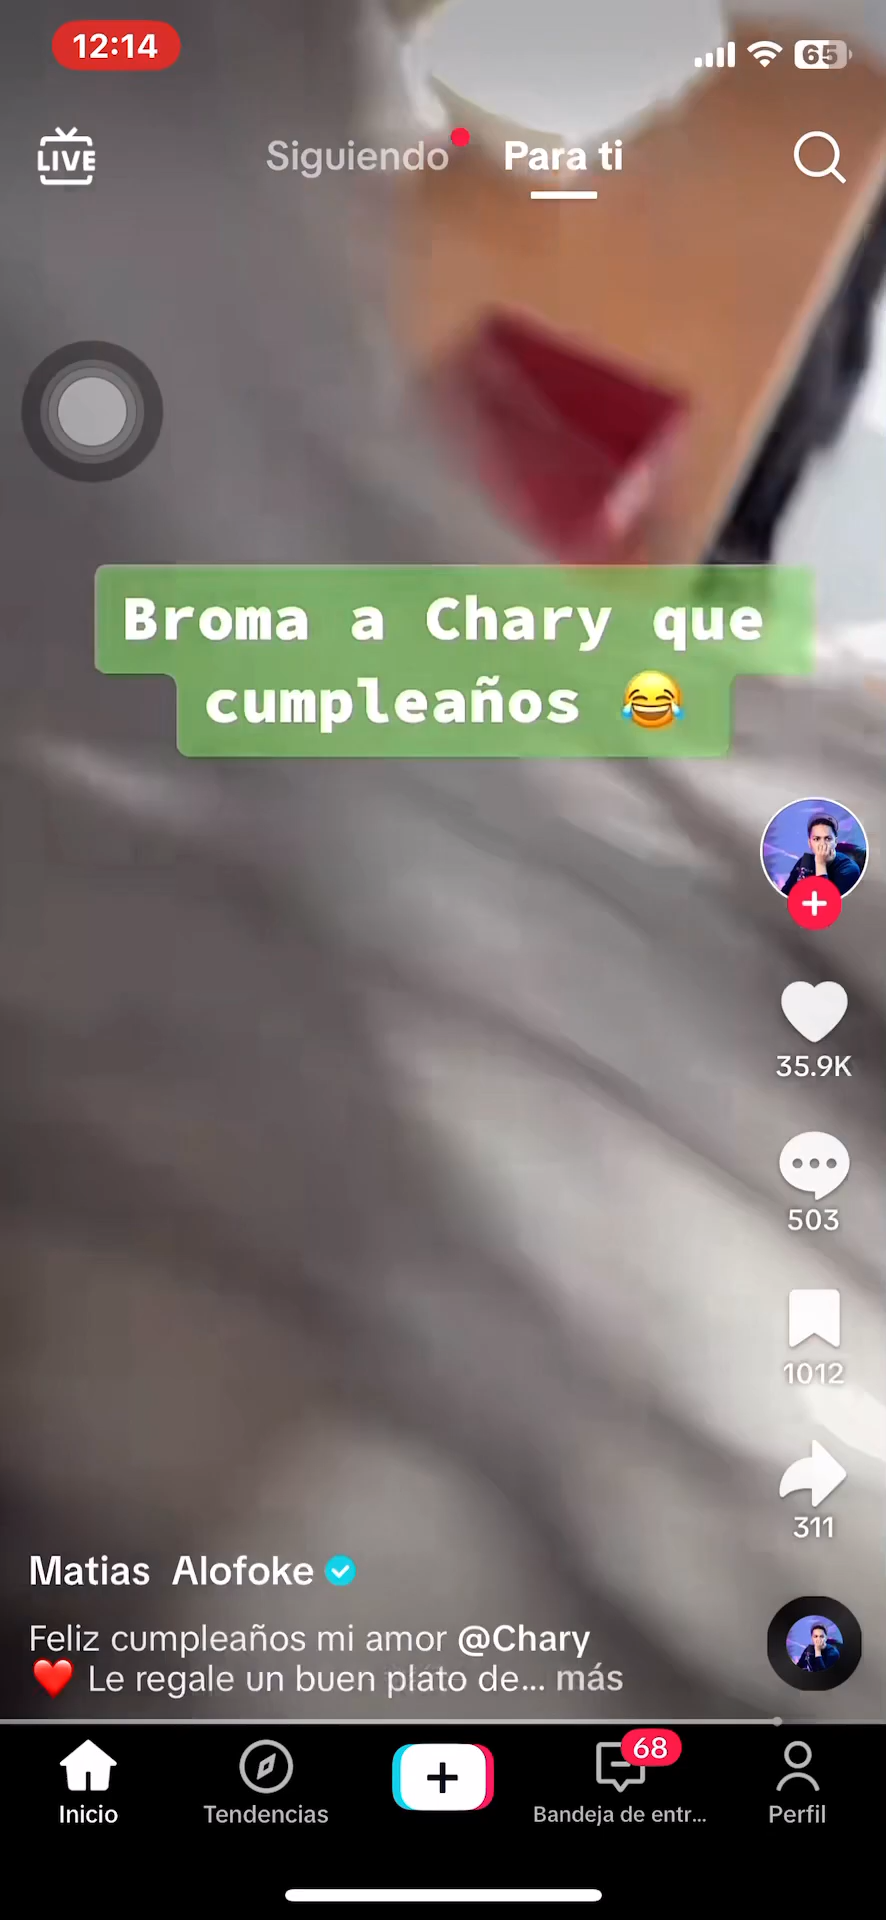 12:14
65
LIVE
Siguiendo
Para ti
Broma a Chary que
cumpleaños 😂
35.9K
503
1012
311
Matias Alofoke
Feliz cumpleaños mi amor @Chary
❤️ Le regale un buen plato de... más
Inicio
Tendencias
68
Bandeja de entr...
Perfil